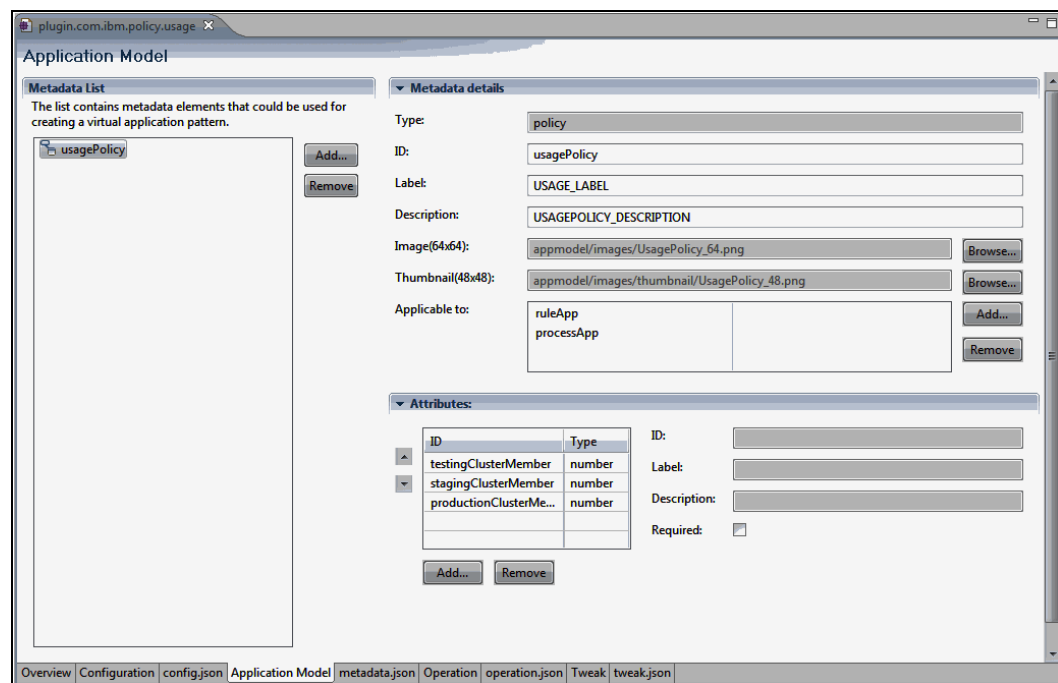 plugin.com.ibm.policy.usage
Application Model
Metadata List
The list contains metadata elements that could be used for
creating a virtual application pattern.
usagePolicy
Add...
Remove
Metadata details
Type: policy
ID: usagePolicy
Label: USAGE_LABEL
Description: USAGEPOLICY_DESCRIPTION
Image(64x64): appmodel/images/UsagePolicy_64.png Browse...
Thumbnail(48x48): appmodel/images/thumbnail/UsagePolicy_48.png Browse...
Applicable to: ruleApp Add...
processApp
Remove
Attributes:
ID Type
testingClusterMember number
stagingClusterMember number
productionClusterMe... number
Add... Remove
ID:
Label:
Description:
Required:
Overview Configuration config.json Application Model metadata.json Operation operation.json Tweak tweak.json